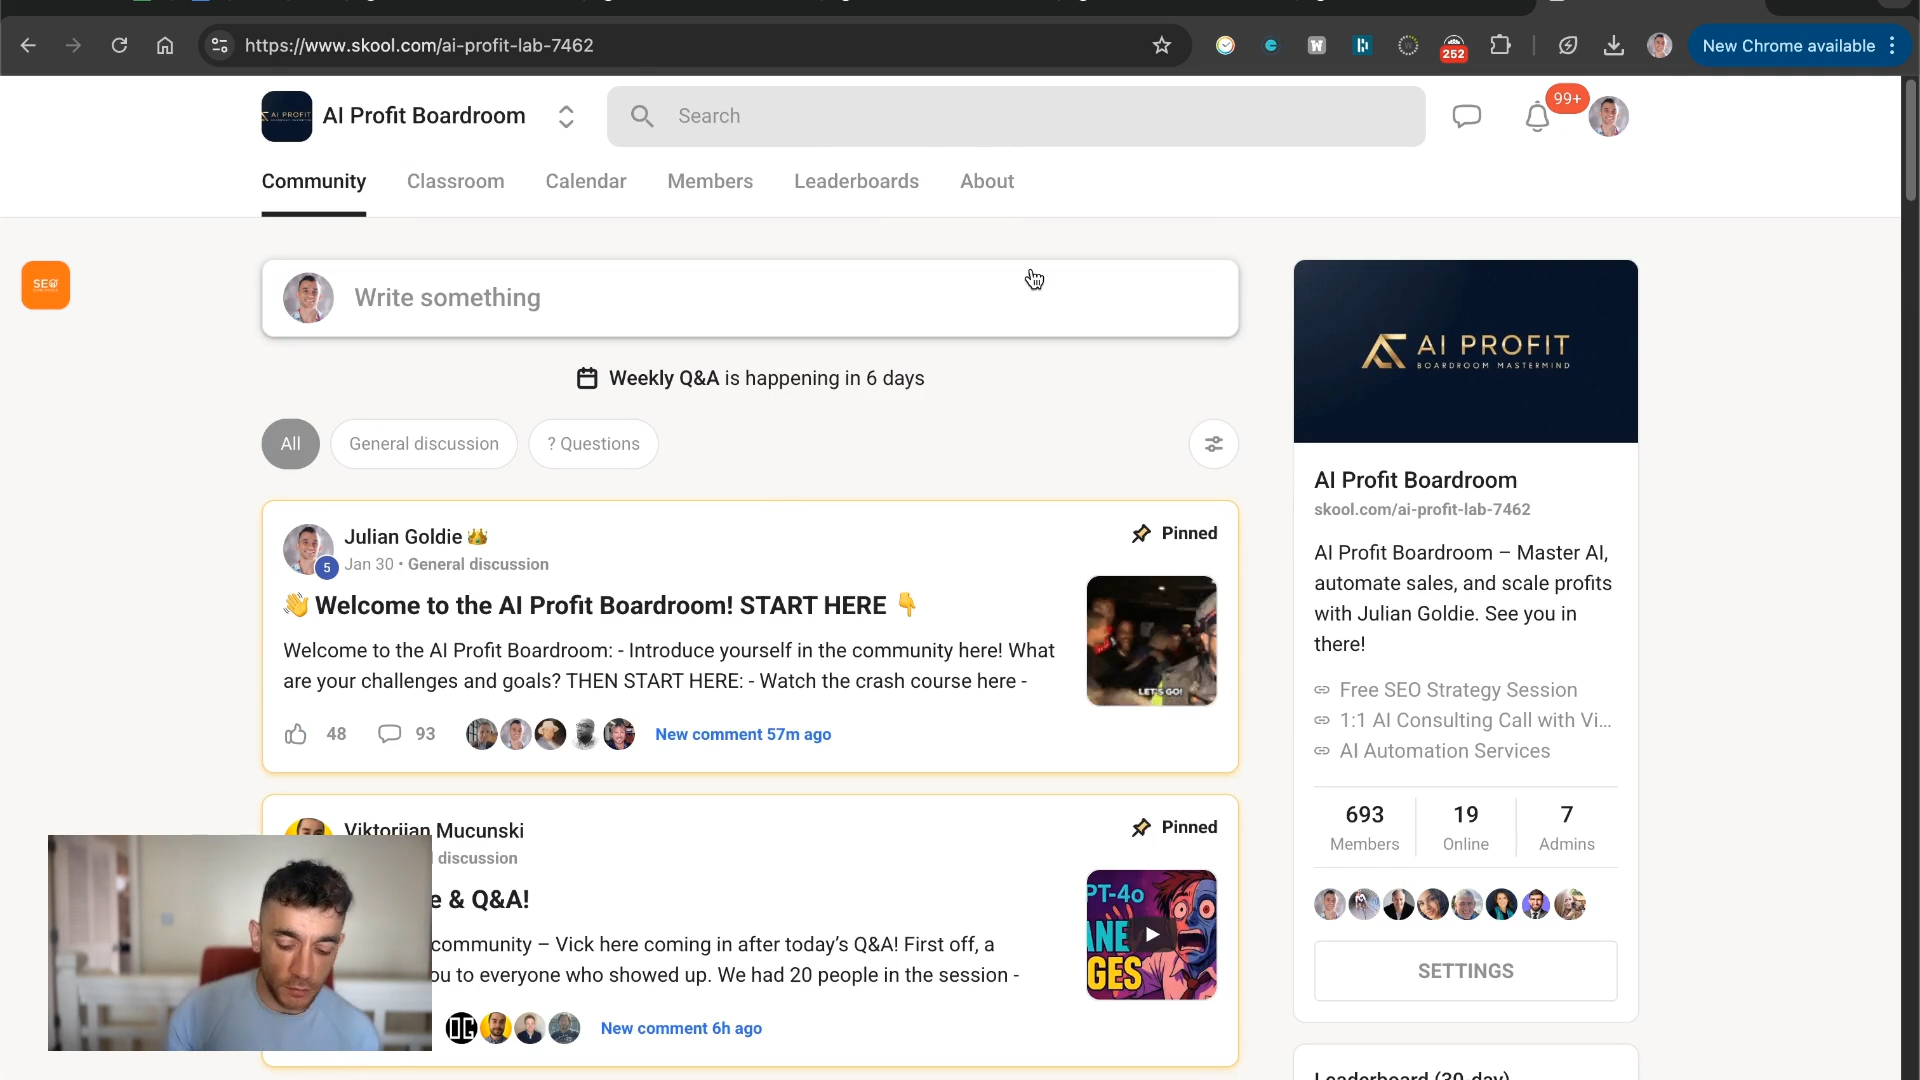 https://www.skool.com/ai-profit-lab-7462
252
New Chrome available
AI PROFIT
AI Profit Boardroom
Search
99+
Community
Classroom
Calendar
Members
Leaderboards
About
SEO
Write something
Weekly Q&A is happening in 6 days
All
General discussion
? Questions
Julian Goldie
5
Jan 30 • General discussion
Pinned
👋 Welcome to the AI Profit Boardroom! START HERE 👇
Welcome to the AI Profit Boardroom: - Introduce yourself in the community here! What
are your challenges and goals? THEN START HERE: - Watch the crash course here -
LET'S GO!
48
93
New comment 57m ago
Viktorijan Mucunski
discussion
Pinned
e & Q&A!
community – Vick here coming in after today's Q&A! First off, a
ou to everyone who showed up. We had 20 people in the session -
PT-4o
ANE
GES
New comment 6h ago
AI PROFIT
BOARDROOM MASTERMIND
AI Profit Boardroom
skool.com/ai-profit-lab-7462
AI Profit Boardroom – Master AI,
automate sales, and scale profits
with Julian Goldie. See you in
there!
Free SEO Strategy Session
1:1 AI Consulting Call with Vi...
AI Automation Services
693
Members
19
Online
7
Admins
SETTINGS
Leaderboard (30-day)